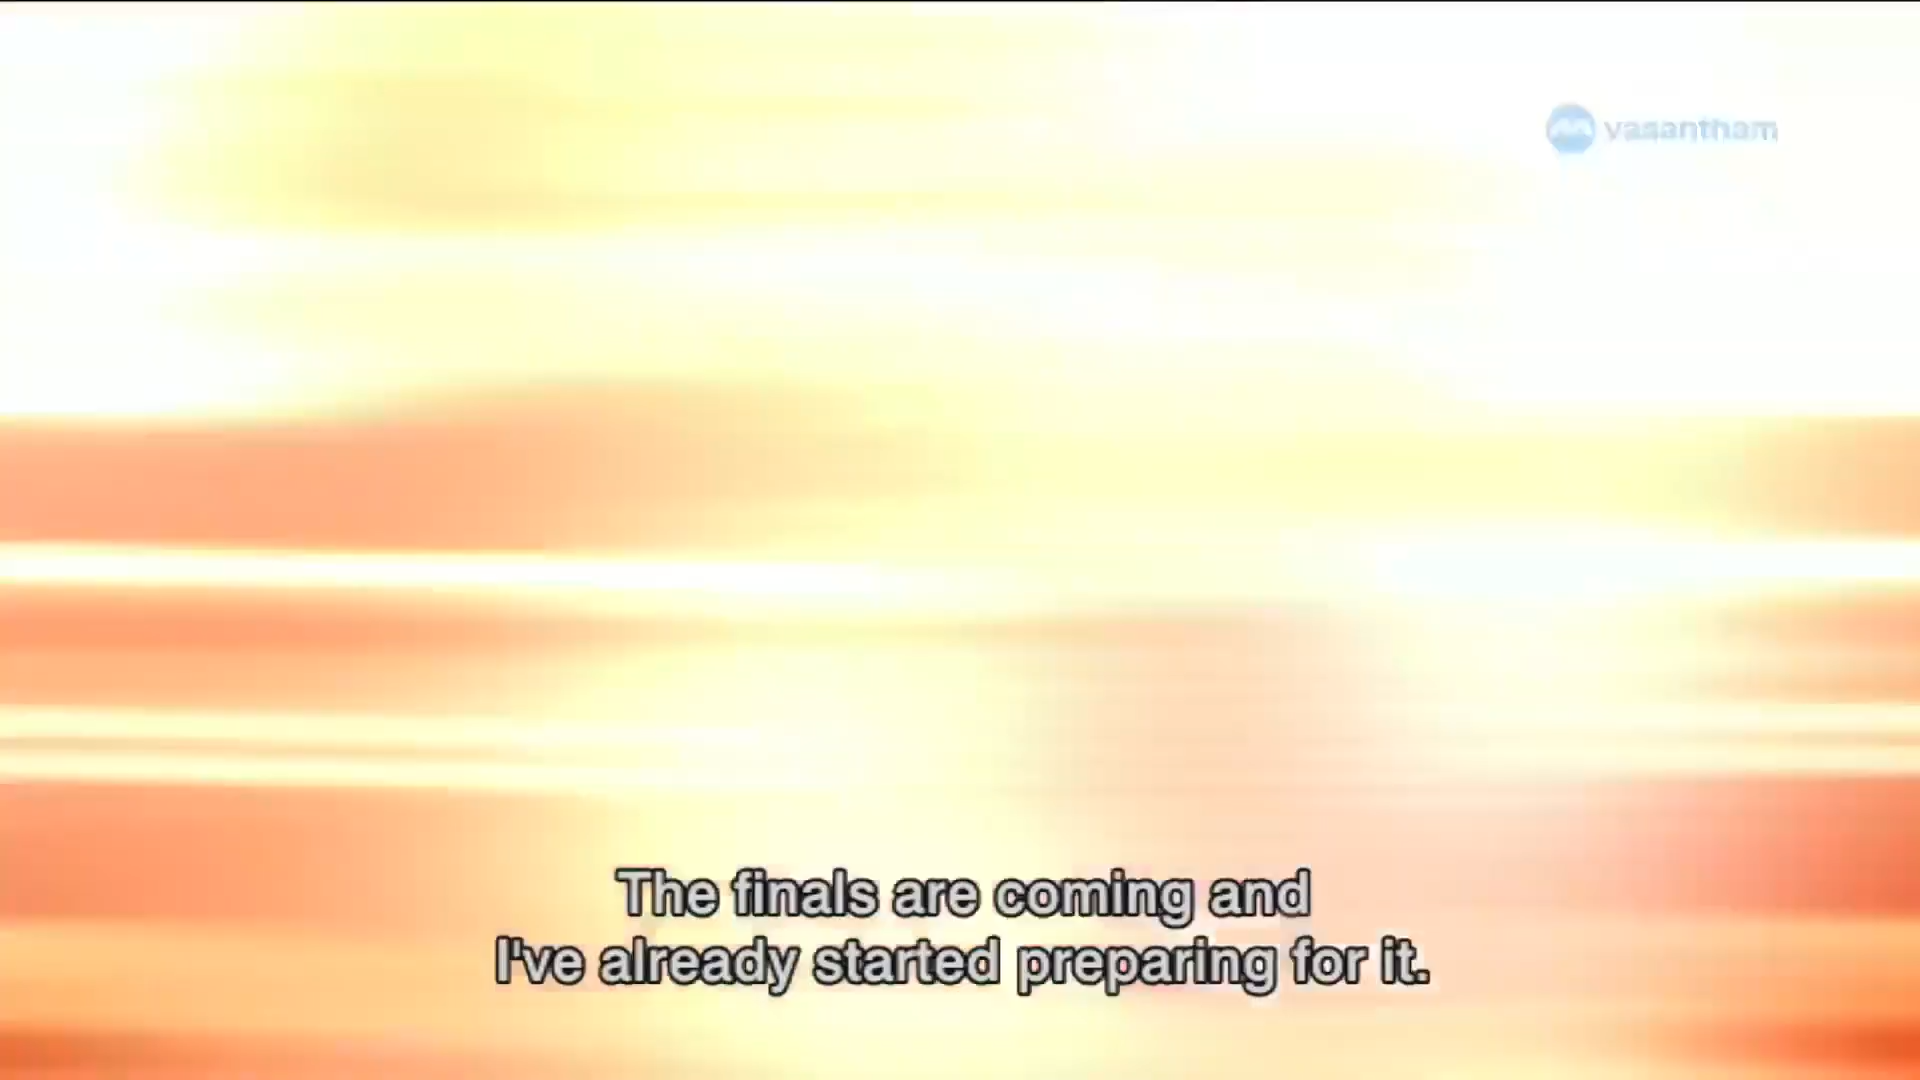 vasantham
The finals are coming and
I've already started preparing for it.